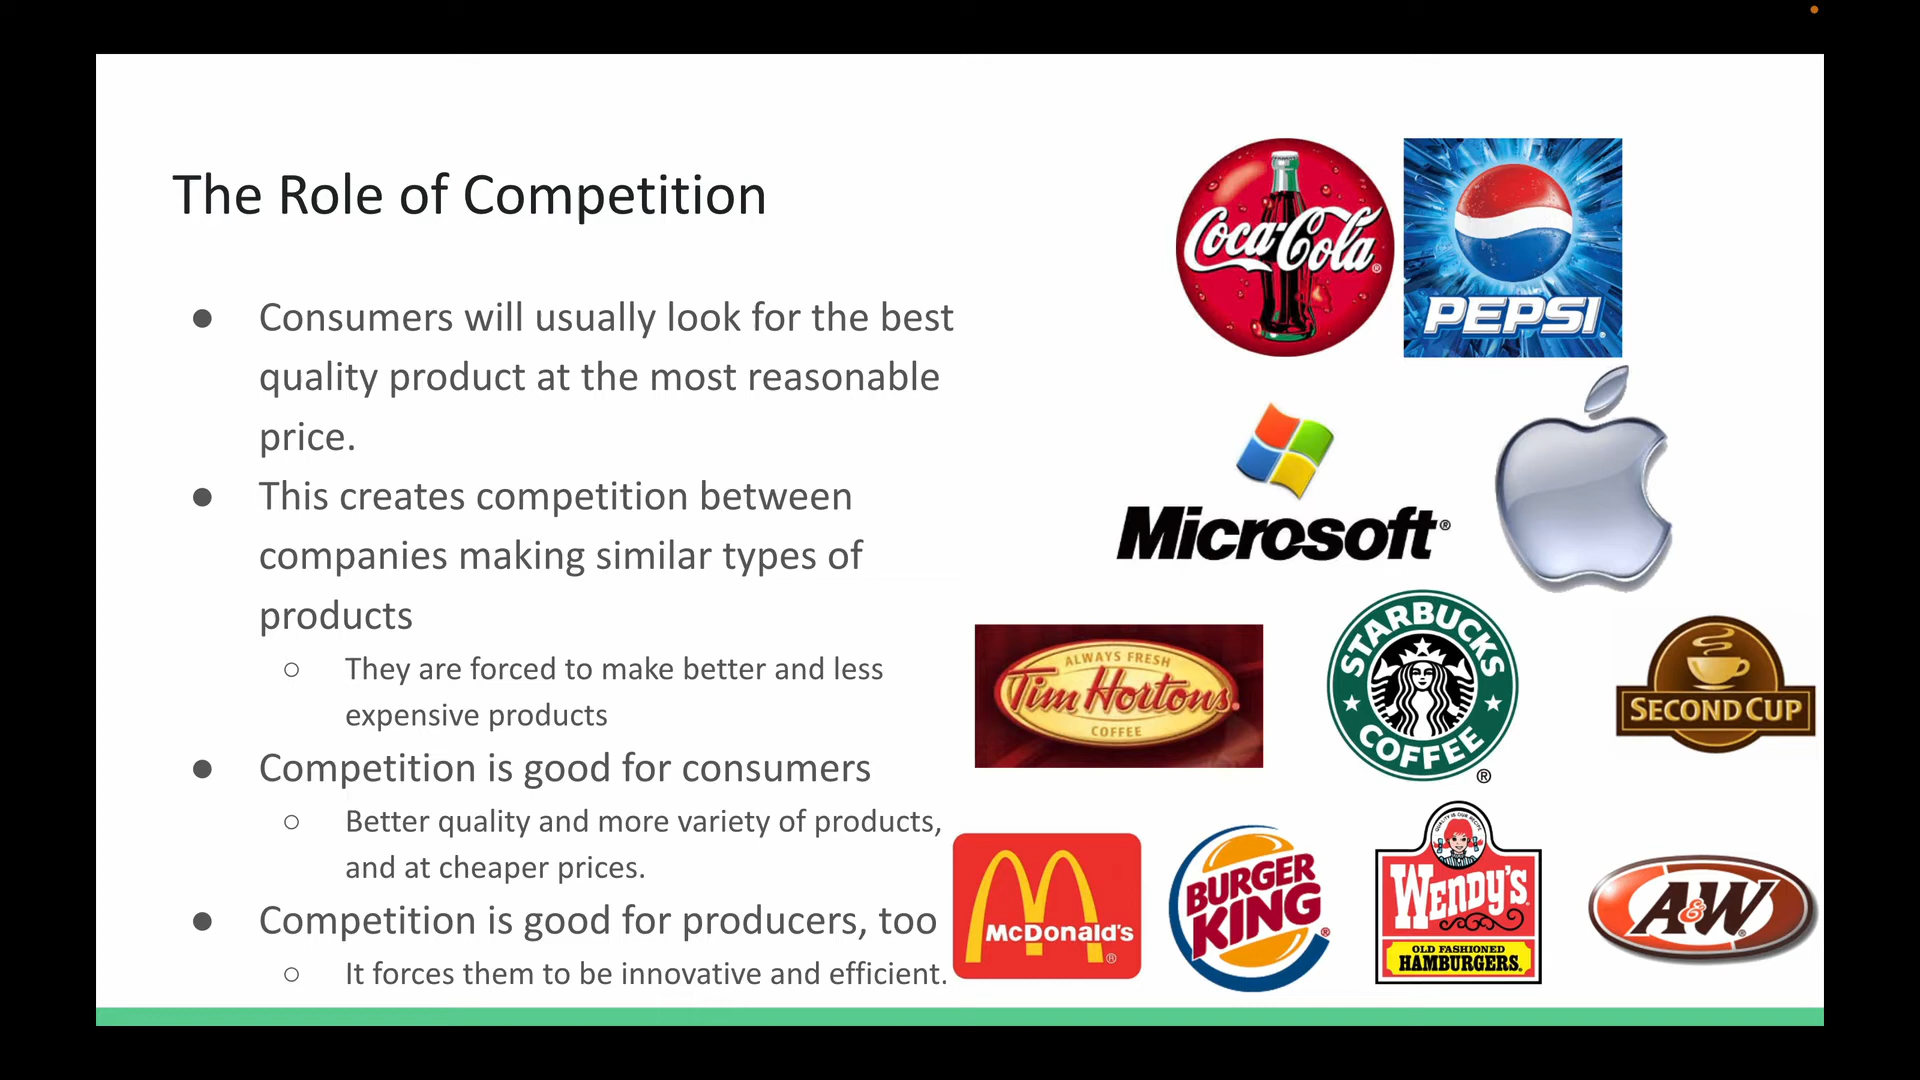 The Role of Competition
● Consumers will usually look for the best
quality product at the most reasonable
price.
● This creates competition between
companies making similar types of
products
○ They are forced to make better and less
expensive products
● Competition is good for consumers
○ Better quality and more variety of products,
and at cheaper prices.
● Competition is good for producers, too
○ It forces them to be innovative and efficient.
Coca-Cola®
PEPSI
Microsoft®
ALWAYS FRESH
Tim Hortons.
COFFEE
STARBUCKS
COFFEE
®
SECOND CUP
McDonald's
®
BURGER
KING®
QUALITY IS OUR RECIPE
Wendy's
OLD FASHIONED
HAMBURGERS.
A&W